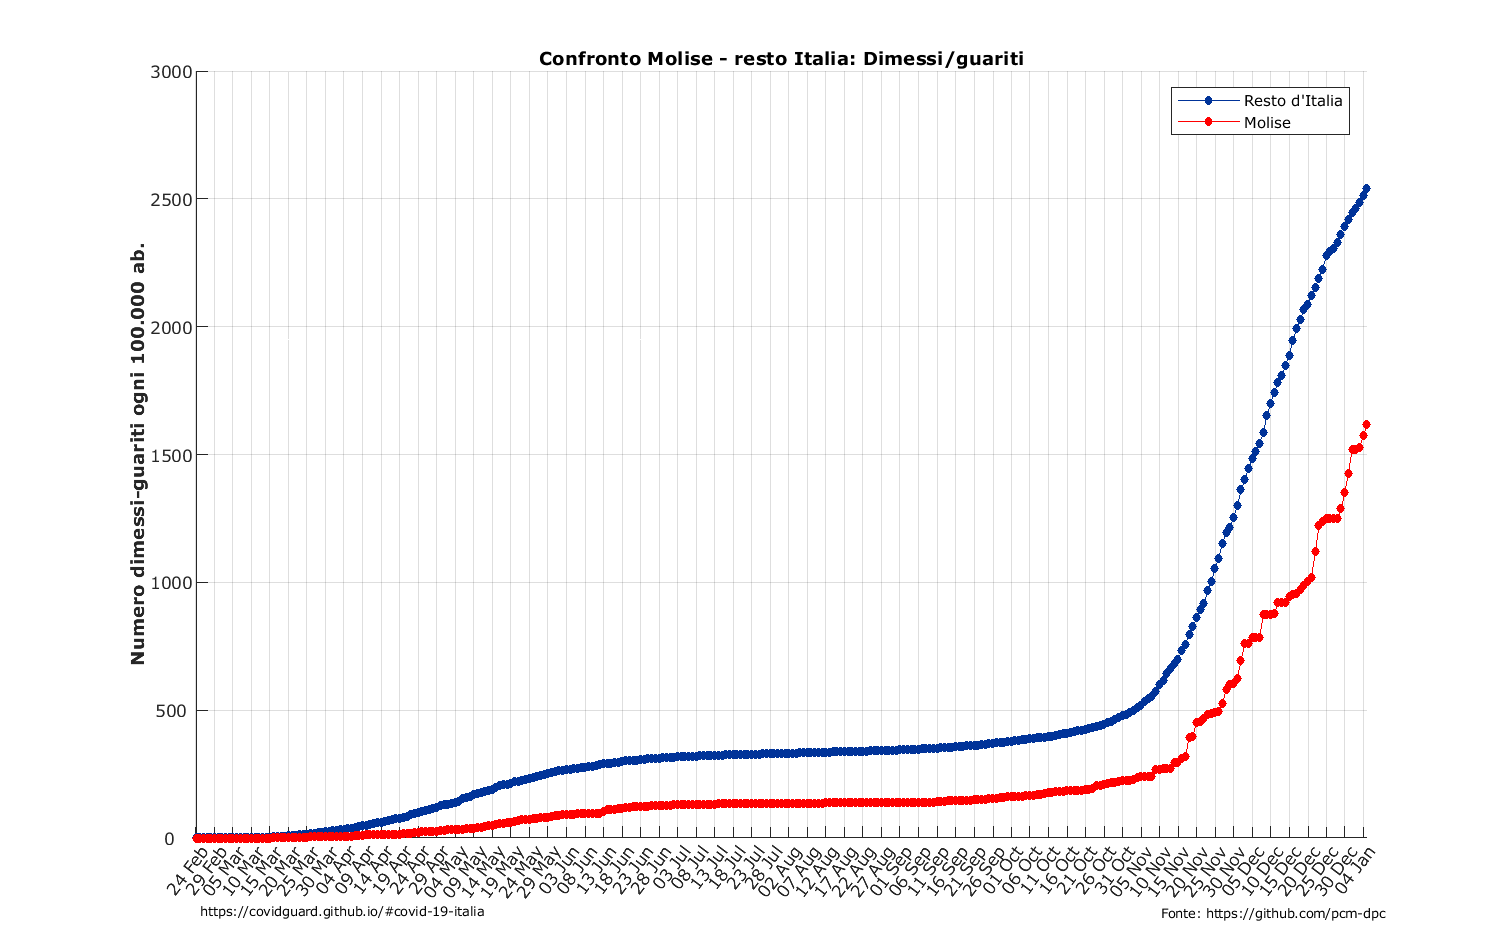 Confronto Molise - resto Italia: Dimessi/guariti
Resto d'Italia
Molise
Numero dimessi-guariti ogni 100.000 ab.
3000
2500
2000
1500
1000
500
0
24 Feb
29 Feb
05 Mar
10 Mar
15 Mar
20 Mar
25 Mar
30 Mar
04 Apr
09 Apr
14 Apr
19 Apr
24 Apr
29 Apr
04 May
09 May
14 May
19 May
24 May
29 May
03 Jun
08 Jun
13 Jun
18 Jun
23 Jun
28 Jun
03 Jul
08 Jul
13 Jul
18 Jul
23 Jul
28 Jul
02 Aug
07 Aug
12 Aug
17 Aug
22 Aug
27 Aug
01 Sep
06 Sep
11 Sep
16 Sep
21 Sep
26 Sep
01 Oct
06 Oct
11 Oct
16 Oct
21 Oct
26 Oct
31 Oct
05 Nov
10 Nov
15 Nov
20 Nov
25 Nov
30 Nov
05 Dec
10 Dec
15 Dec
20 Dec
25 Dec
30 Dec
04 Jan
https://covidguard.github.io/#covid-19-italia
Fonte: https://github.com/pcm-dpc